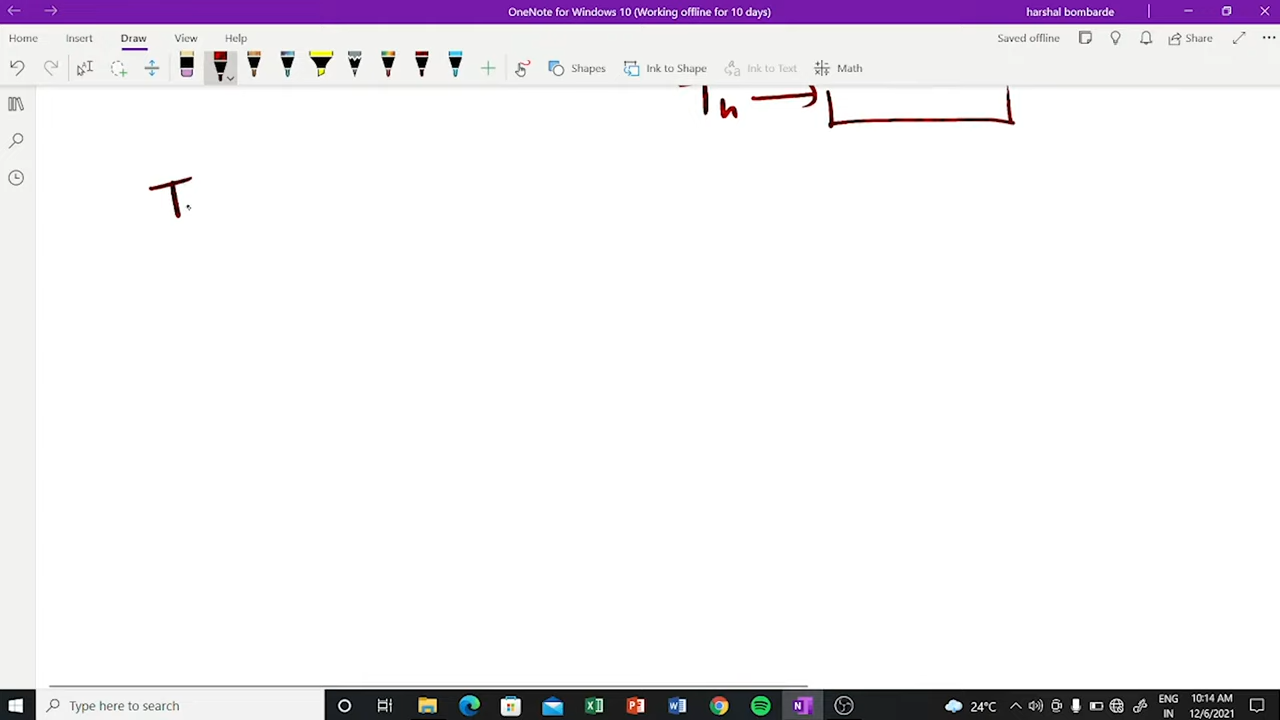 OneNote for Windows 10 (Working offline for 10 days)
harshal bombarde
Home Insert Draw View Help
Saved offline
Share
Shapes
Ink to Shape
Ink to Text
Math
Tn
T
Type here to search
24°C
ENG
IN
10:14 AM
12/6/2021